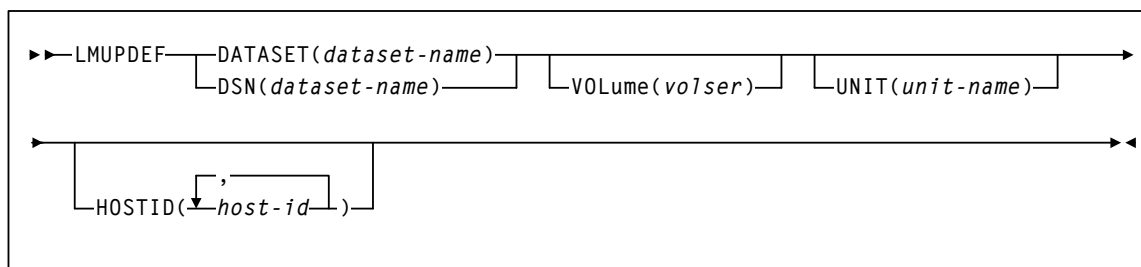 LMUPDEF DATASET(dataset-name)
DSN(dataset-name) VOLume(volser) UNIT(unit-name)
,
HOSTID( host-id )